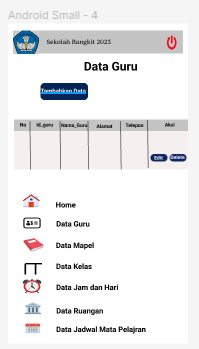 Android Small - 4
Sekolah Bangkit 2025
Data Guru
Tambahkan Data
No Id_guru Nama_Guru Alamat Telepon Aksi
Edit Delete
Home
Data Guru
Data Mapel
Data Kelas
Data Jam dan Hari
Data Ruangan
Data Jadwal Mata Pelajran